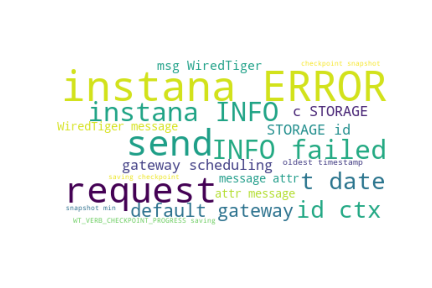 msg WiredTiger
checkpoint snapshot
instana ERROR
instana INFO
c STORAGE
WiredTiger message
send
STORAGE id
INFO failed
gateway scheduling
oldest timestamp
saving checkpoint
message attr
t date
request
attr message
snapshot min
default gateway
id ctx
WT_VERB_CHECKPOINT_PROGRESS saving